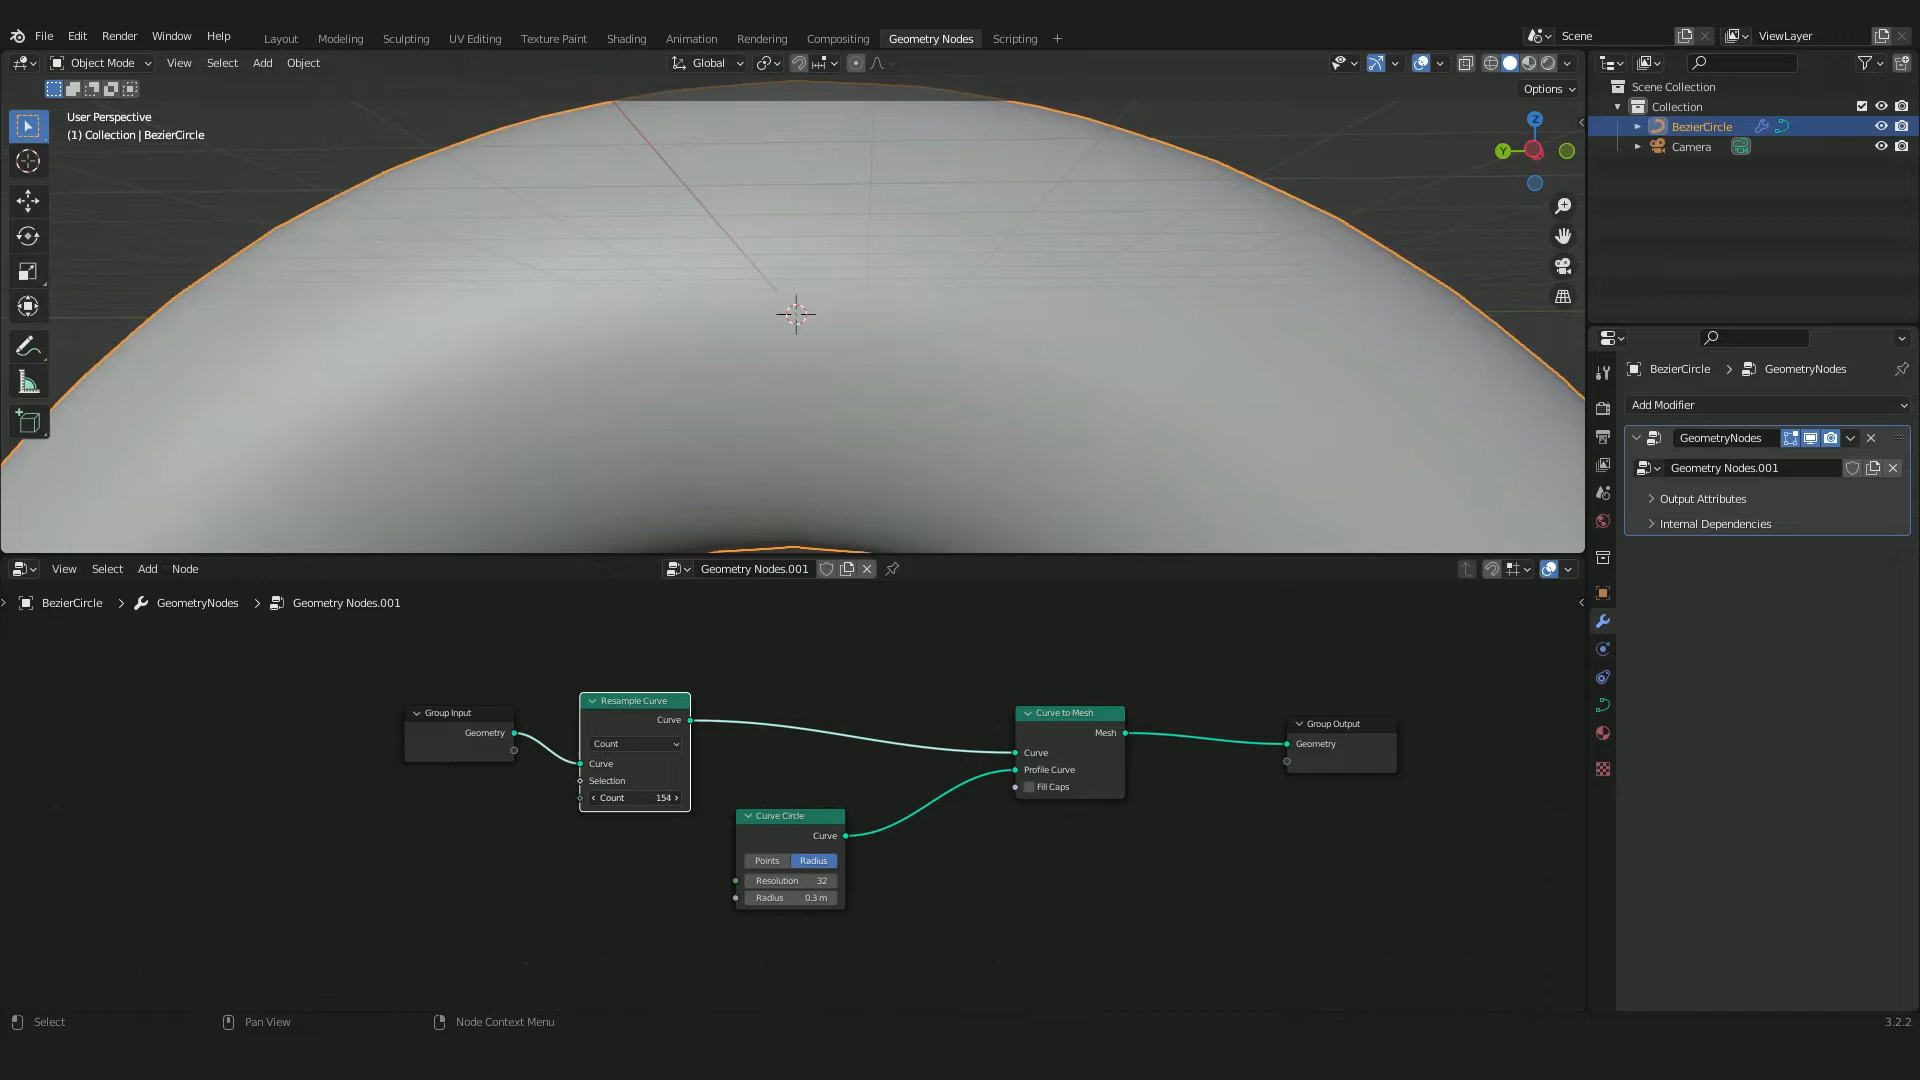 File Edit Render Window Help Layout Modeling Sculpting UV Editing Texture Paint Shading Animation Rendering Compositing Geometry Nodes Scripting + Scene ViewLayer
Object Mode View Select Add Object Global
Options
User Perspective
(1) Collection | BezierCircle
Z
Y
Scene Collection
Collection
BezierCircle
Camera
BezierCircle > GeometryNodes
Add Modifier
GeometryNodes
Geometry Nodes.001
Output Attributes
Internal Dependencies
View Select Add Node Geometry Nodes.001
BezierCircle > GeometryNodes > Geometry Nodes.001
Group Input
Geometry
Resample Curve
Curve
Count
Curve
Selection
Count 154
Curve Circle
Curve
Points Radius
Resolution 32
Radius 0.3 m
Curve to Mesh
Mesh
Curve
Profile Curve
Fill Caps
Group Output
Geometry
Select Pan View Node Context Menu 3.2.2